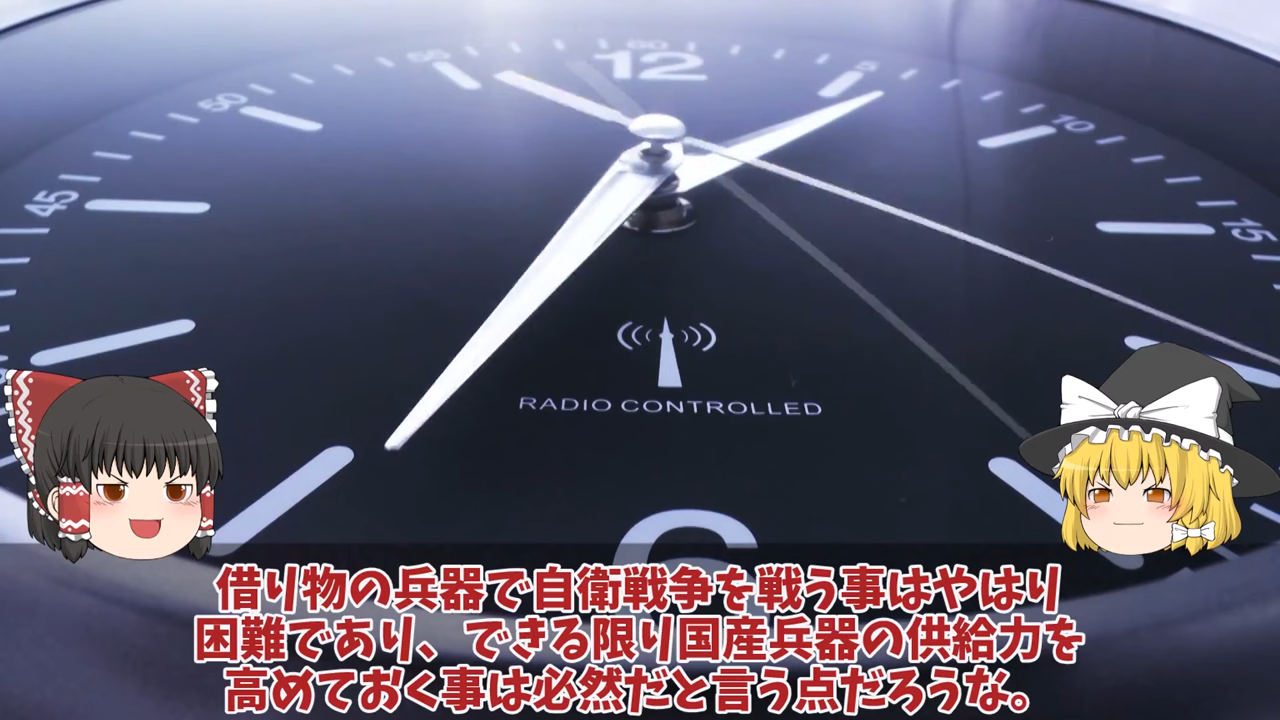 60
12
55
5
50
10
45
15
RADIO CONTROLLED
6
借り物の兵器で自衛戦争を戦う事はやはり
困難であり、できる限り国産兵器の供給力を
高めておく事は必然だと言う点だろうな。